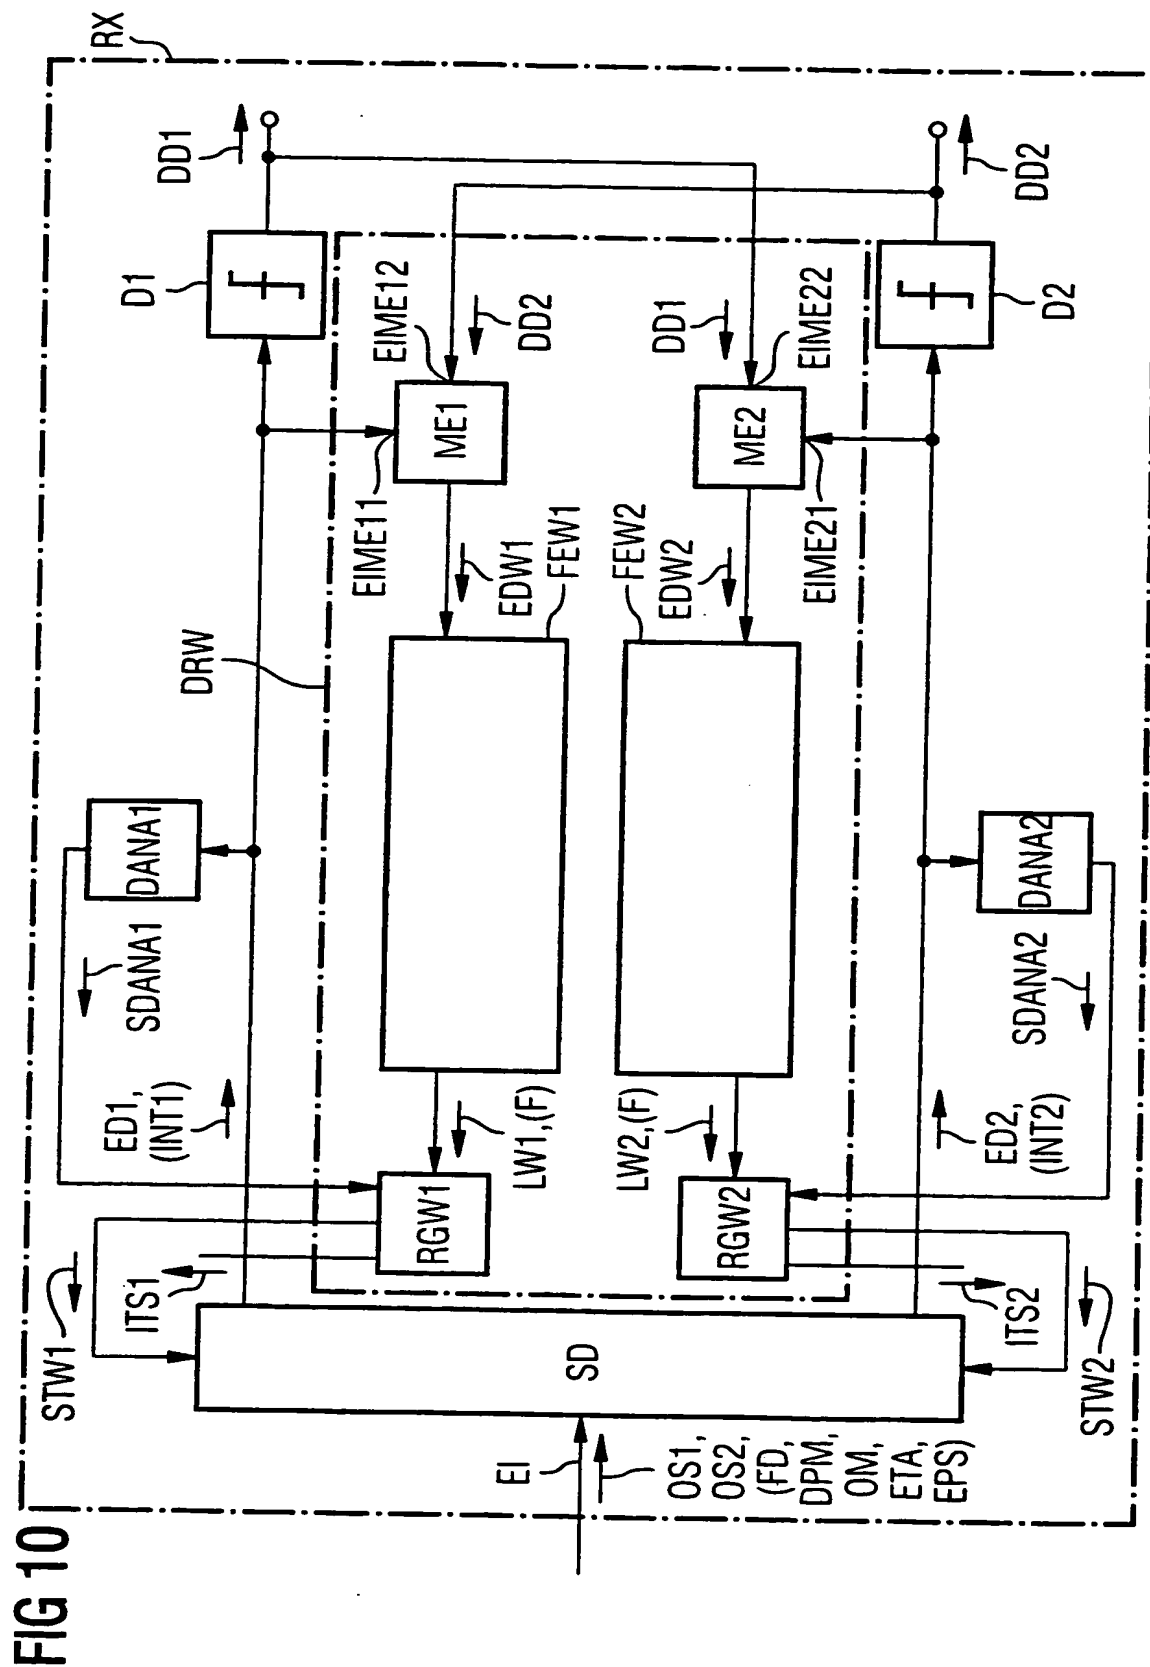 FIG 10
RX
DD1
D1
DD2
D2
DD2
DD1
EIME12
EIME22
ME1
ME2
EIME11
EIME21
EDW1
EDW2
FEW1
FEW2
DRW
DANA1
DANA2
SDANA1
SDANA2
ED1,
(INT1)
ED2,
(INT2)
LW1,(F)
LW2,(F)
RGW1
RGW2
ITS1
ITS2
STW1
STW2
SD
EI
OS1,
OS2,
(FD,
DPM,
OM,
ETA,
EPS)